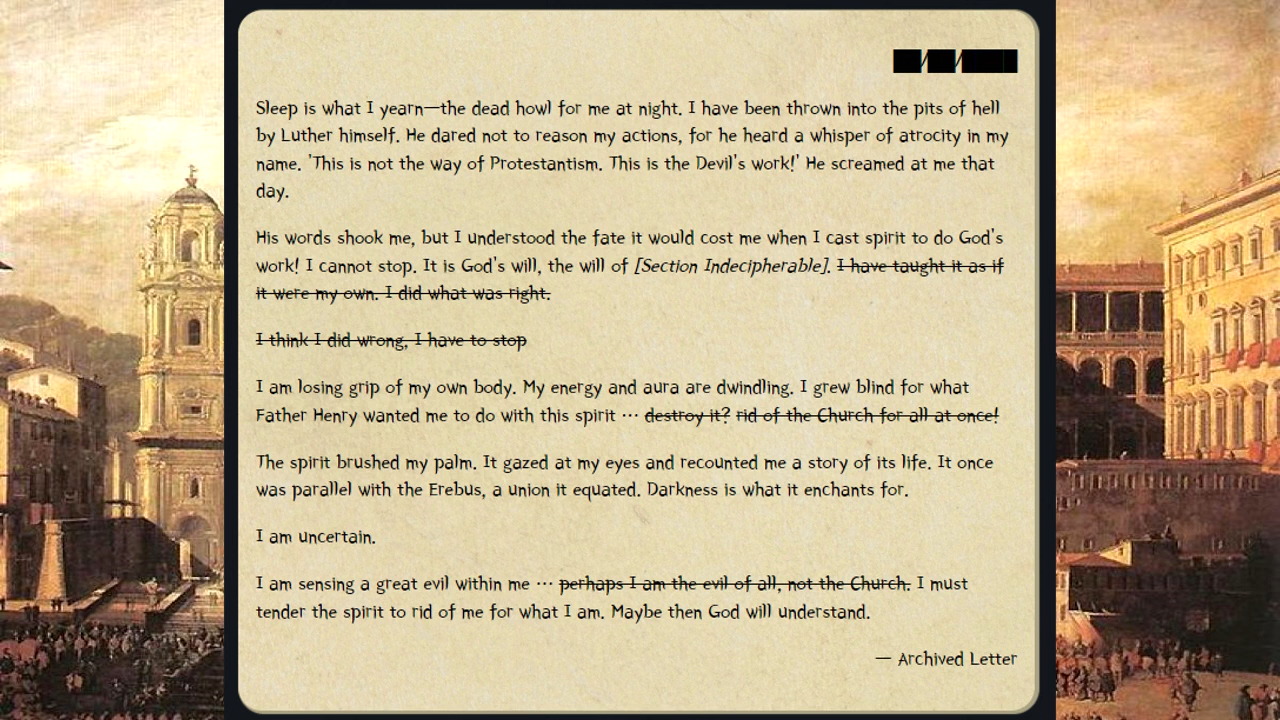 ██/██/████
Sleep is what I yearn—the dead howl for me at night. I have been thrown into the pits of hell
by Luther himself. He dared not to reason my actions, for he heard a whisper of atrocity in my
name. 'This is not the way of Protestantism. This is the Devil's work!' He screamed at me that
day.
His words shook me, but I understood the fate it would cost me when I cast spirit to do God's
work! I cannot stop. It is God's will, the will of [Section Indecipherable]. I have taught it as if
it were my own. I did what was right.
I think I did wrong, I have to stop
I am losing grip of my own body. My energy and aura are dwindling. I grew blind for what
Father Henry wanted me to do with this spirit ··· destroy it? rid of the Church for all at once!
The spirit brushed my palm. It gazed at my eyes and recounted me a story of its life. It once
was parallel with the Erebus, a union it equated. Darkness is what it enchants for.
I am uncertain.
I am sensing a great evil within me ··· perhaps I am the evil of all, not the Church. I must
tender the spirit to rid of me for what I am. Maybe then God will understand.
— Archived Letter